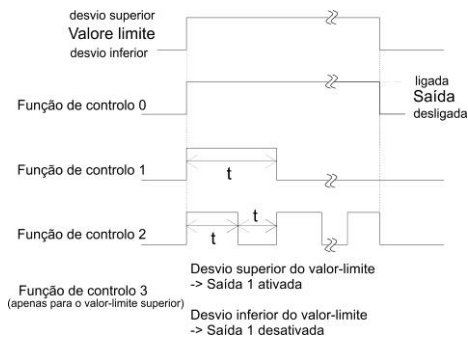 desvio superior
Valore limite
desvio inferior
ligada
Saída
desligada
Função de controlo 0
Função de controlo 1
t
Função de controlo 2
t
t
Função de controlo 3
(apenas para o valor-limite superior)
Desvio superior do valor-limite
-> Saída 1 ativada
Desvio inferior do valor-limite
-> Saída 1 desativada